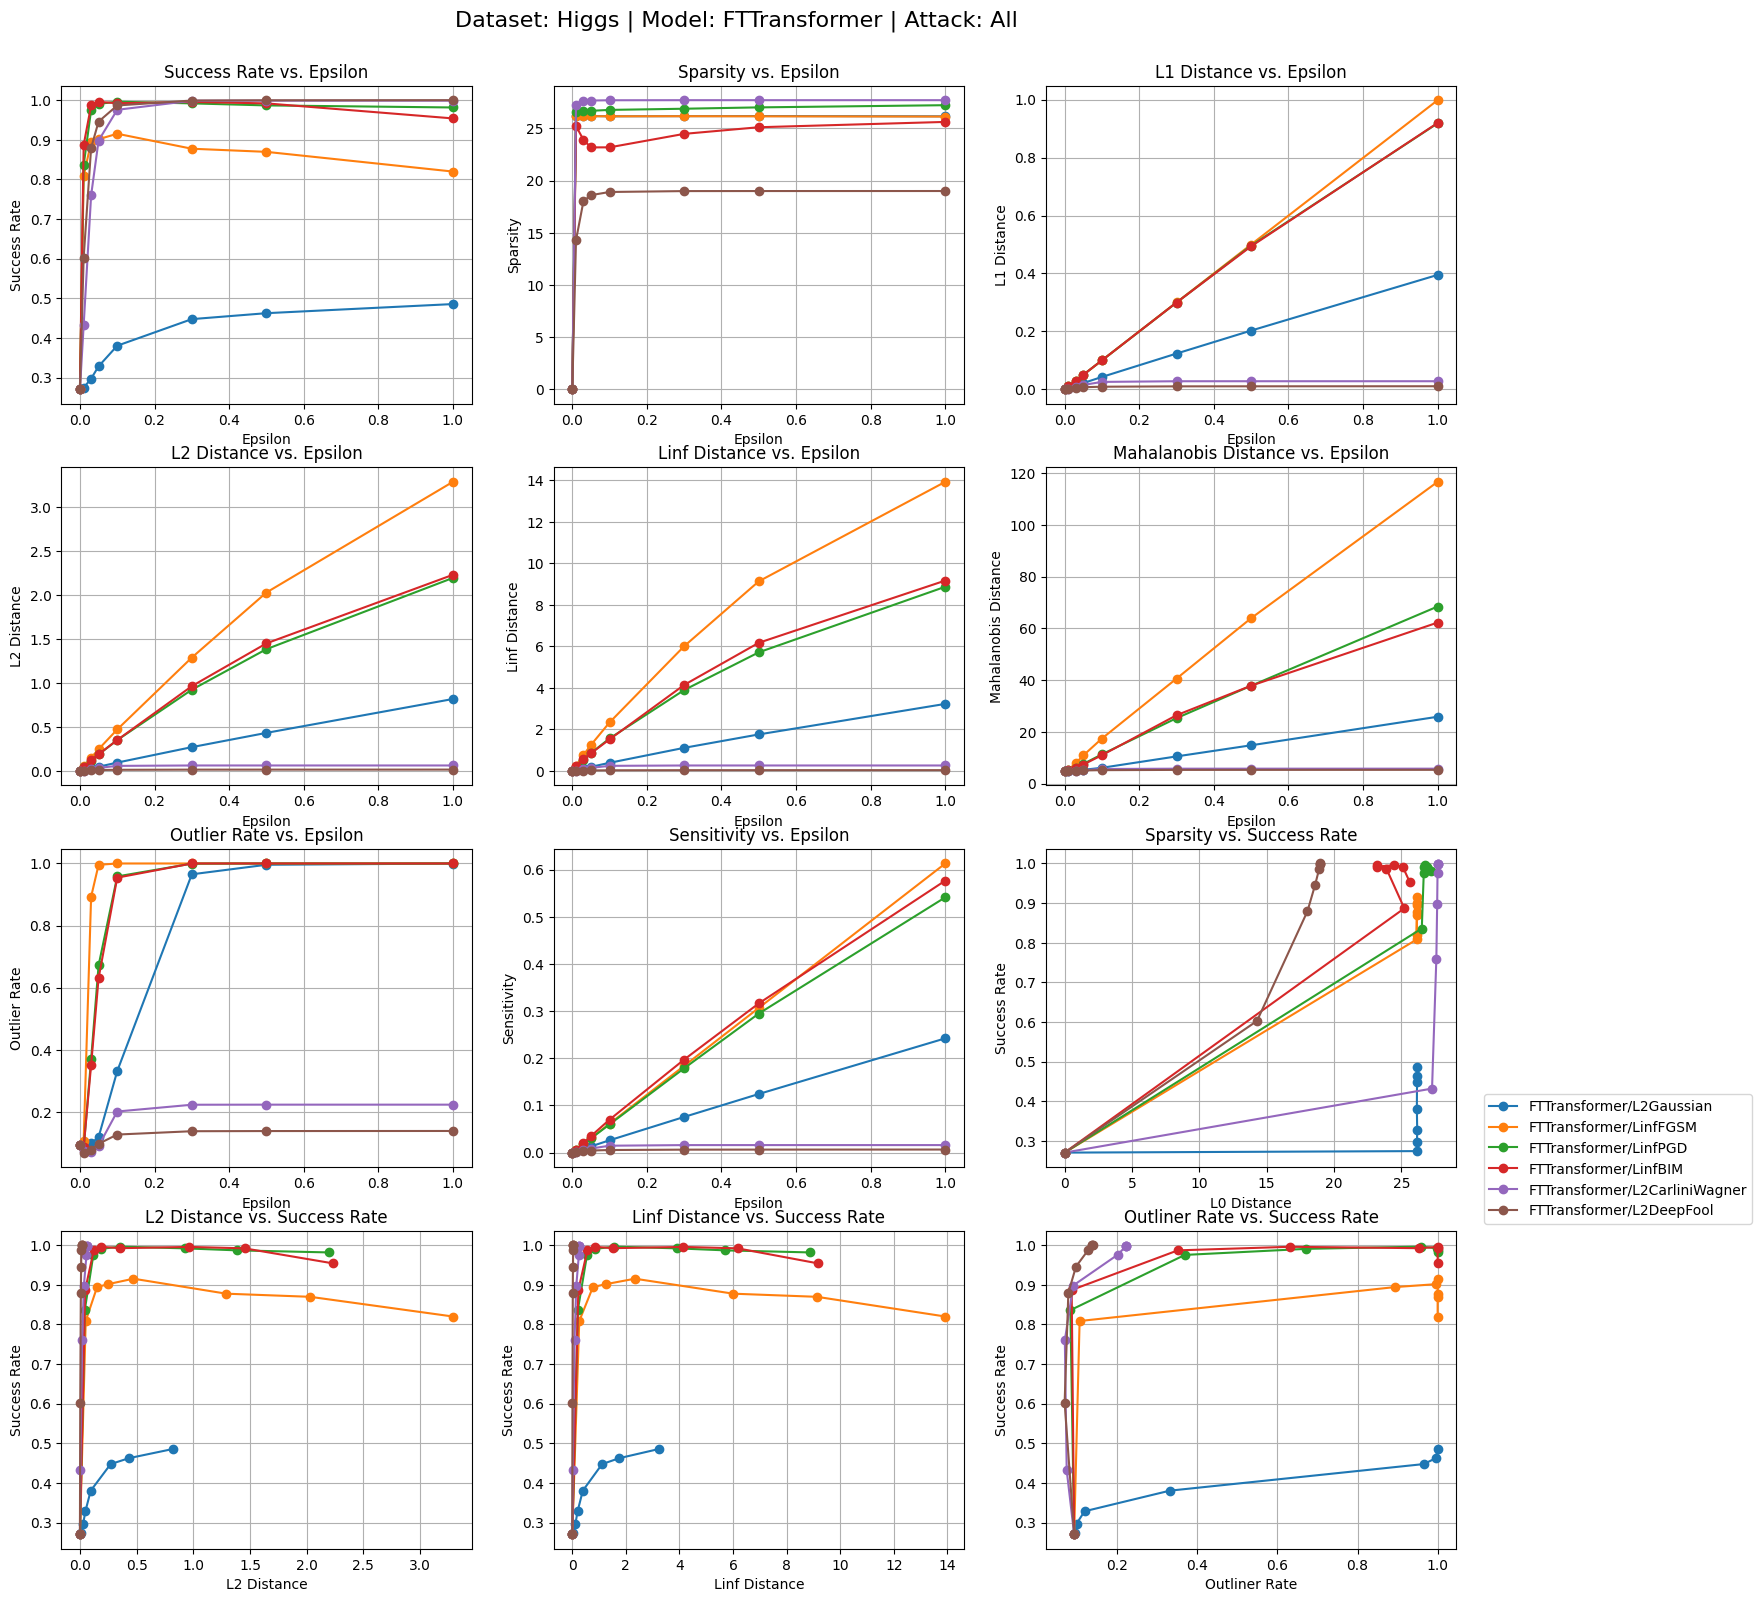 Dataset: Higgs | Model: FTTransformer | Attack: All
Success Rate vs. Epsilon
Success Rate
1.0
0.9
0.8
0.7
0.6
0.5
0.4
0.3
0.0 0.2 0.4 0.6 0.8 1.0
Epsilon
Sparsity vs. Epsilon
Sparsity
25
20
15
10
5
0
0.0 0.2 0.4 0.6 0.8 1.0
Epsilon
L1 Distance vs. Epsilon
L1 Distance
1.0
0.8
0.6
0.4
0.2
0.0
0.0 0.2 0.4 0.6 0.8 1.0
Epsilon
L2 Distance vs. Epsilon
L2 Distance
3.0
2.5
2.0
1.5
1.0
0.5
0.0
0.0 0.2 0.4 0.6 0.8 1.0
Epsilon
Linf Distance vs. Epsilon
Linf Distance
14
12
10
8
6
4
2
0
0.0 0.2 0.4 0.6 0.8 1.0
Epsilon
Mahalanobis Distance vs. Epsilon
Mahalanobis Distance
120
100
80
60
40
20
0
0.0 0.2 0.4 0.6 0.8 1.0
Epsilon
Outlier Rate vs. Epsilon
Outlier Rate
1.0
0.8
0.6
0.4
0.2
0.0 0.2 0.4 0.6 0.8 1.0
Epsilon
Sensitivity vs. Epsilon
Sensitivity
0.6
0.5
0.4
0.3
0.2
0.1
0.0
0.0 0.2 0.4 0.6 0.8 1.0
Epsilon
Sparsity vs. Success Rate
Success Rate
1.0
0.9
0.8
0.7
0.6
0.5
0.4
0.3
0 5 10 15 20 25
L0 Distance
FTTransformer/L2Gaussian
FTTransformer/LinfFGSM
FTTransformer/LinfPGD
FTTransformer/LinfBIM
FTTransformer/L2CarliniWagner
FTTransformer/L2DeepFool
L2 Distance vs. Success Rate
Success Rate
1.0
0.9
0.8
0.7
0.6
0.5
0.4
0.3
0.0 0.5 1.0 1.5 2.0 2.5 3.0
L2 Distance
Linf Distance vs. Success Rate
Success Rate
1.0
0.9
0.8
0.7
0.6
0.5
0.4
0.3
0 2 4 6 8 10 12 14
Linf Distance
Outliner Rate vs. Success Rate
Success Rate
1.0
0.9
0.8
0.7
0.6
0.5
0.4
0.3
0.2 0.4 0.6 0.8 1.0
Outliner Rate